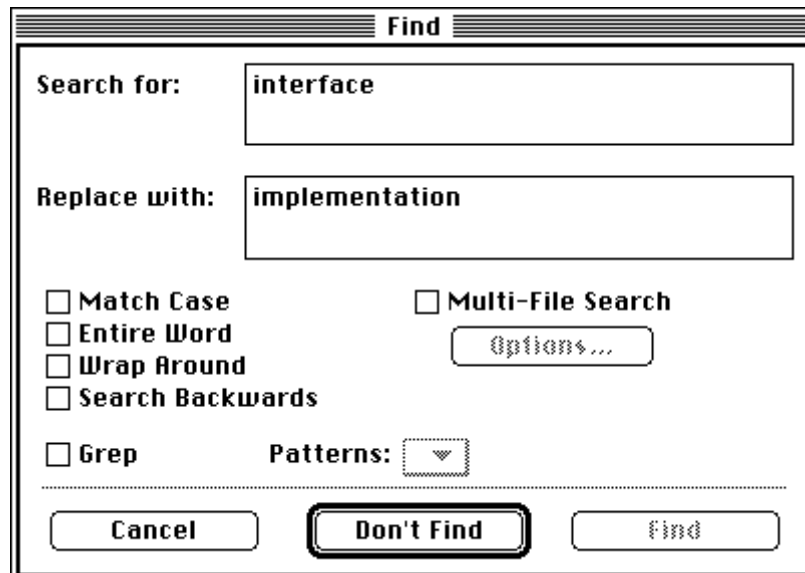 Find
Search for: interface
Replace with: implementation
Match Case Multi-File Search
Entire Word Options...
Wrap Around
Search Backwards
Grep Patterns:
Cancel Don't Find Find